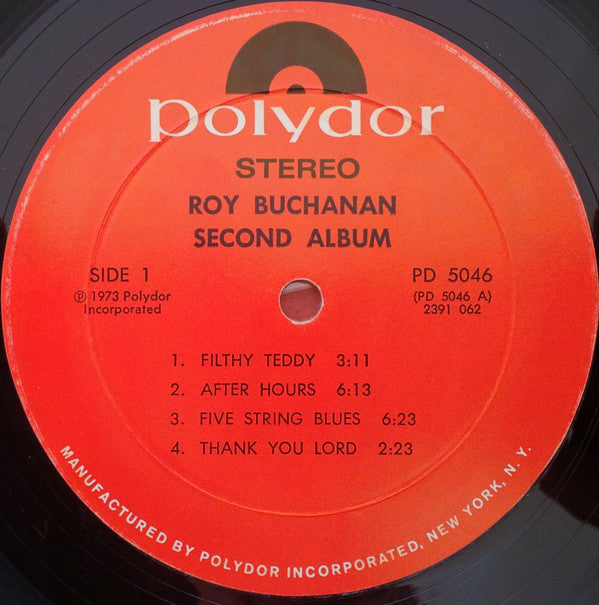 polydor
STEREO
ROY BUCHANAN
SECOND ALBUM
SIDE 1
℗ 1973 Polydor
Incorporated
PD 5046
(PD 5046 A)
2391 062
1. FILTHY TEDDY 3:11
2. AFTER HOURS 6:13
3. FIVE STRING BLUES 6:23
4. THANK YOU LORD 2:23
MANUFACTURED BY POLYDOR INCORPORATED, NEW YORK, N. Y.